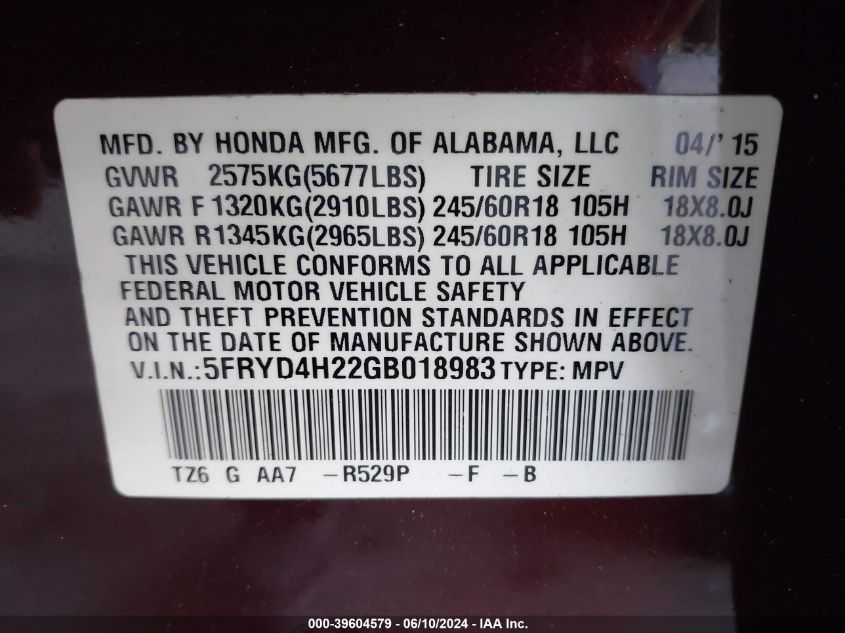 MFD. BY HONDA MFG. OF ALABAMA, LLC 04/' 15
GVWR 2575KG(5677LBS) TIRE SIZE RIM SIZE
GAWR F 1320KG(2910LBS) 245/60R18 105H 18X8.0J
GAWR R 1345KG(2965LBS) 245/60R18 105H 18X8.0J
THIS VEHICLE CONFORMS TO ALL APPLICABLE
FEDERAL MOTOR VEHICLE SAFETY
AND THEFT PREVENTION STANDARDS IN EFFECT
ON THE DATE OF MANUFACTURE SHOWN ABOVE.
V.I.N.: 5FRYD4H22GB018983 TYPE: MPV
TZ6 G AA7 -R529P -F -B
000-39604579 - 06/10/2024 - IAA Inc.